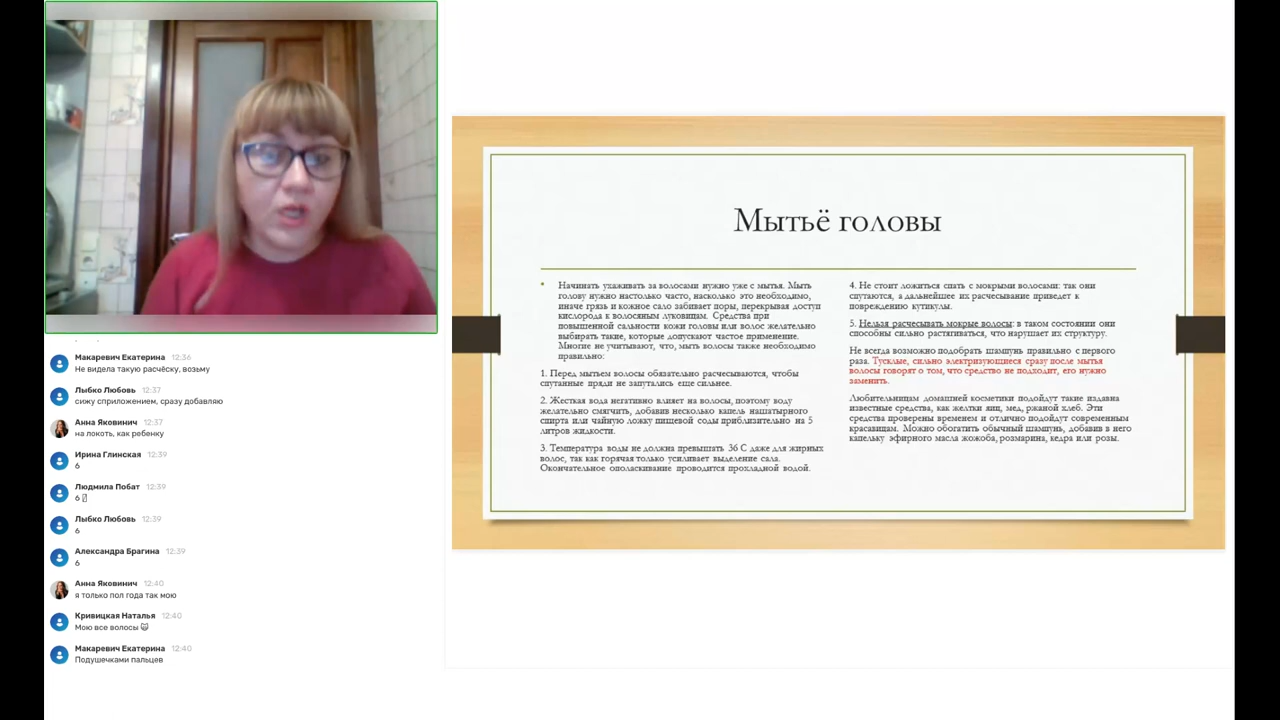 Макаревич Екатерина 12:36
Не видела такую расчёску, возьму
Лыбко Любовь 12:37
сижу сприложением, сразу добавляю
Анна Яковинич 12:37
на локоть, как ребенку
Ирина Глинская 12:39
6
Людмила Побат 12:39
6
Лыбко Любовь 12:39
6
Александра Брагина 12:39
6
Анна Яковинич 12:40
я только пол года так мою
Кривицкая Наталья 12:40
Мою все волосы 🐱
Макаревич Екатерина 12:40
Подушечками пальцев
Мытьё головы
Начинать ухаживать за волосами нужно уже с мытья. Мыть
голову нужно настолько часто, насколько это необходимо,
иначе грязь и кожное сало забивает поры, перекрывая доступ
кислорода к волосяным луковицам. Средства при
повышенной сальности кожи головы или волос желательно
выбирать такие, которые допускают частое применение.
Многие не учитывают, что, мыть волосы также необходимо
правильно:
1. Перед мытьем волосы обязательно расчесываются, чтобы
спутанные пряди не запутались еще сильнее.
2. Жесткая вода негативно влияет на волосы, поэтому воду
желательно смягчить, добавив несколько капель нашатырного
спирта или чайную ложку пищевой соды приблизительно на 5
литров жидкости.
3. Температура воды не должна превышать 36 С даже для жирных
волос, так как горячая только усиливает выделение сала.
Окончательное ополаскивание проводится прохладной водой.
4. Не стоит ложиться спать с мокрыми волосами: так они
спутаются, а дальнейшее их расчесывание приведет к
повреждению кутикулы.
5. Нельзя расчесывать мокрые волосы: в таком состоянии они
способны сильно растягиваться, что нарушает их структуру.
Не всегда возможно подобрать шампунь правильно с первого
раза. Тусклые, сильно электризующиеся сразу после мытья
волосы говорят о том, что средство не подходит, его нужно
заменить.
Любительницам домашней косметики подойдут такие издавна
известные средства, как желтки яиц, мед, ржаной хлеб. Эти
средства проверены временем и отлично подойдут современным
красавицам. Можно обогатить обычный шампунь, добавив в него
капельку эфирного масла жожоба, розмарина, кедра или розы.